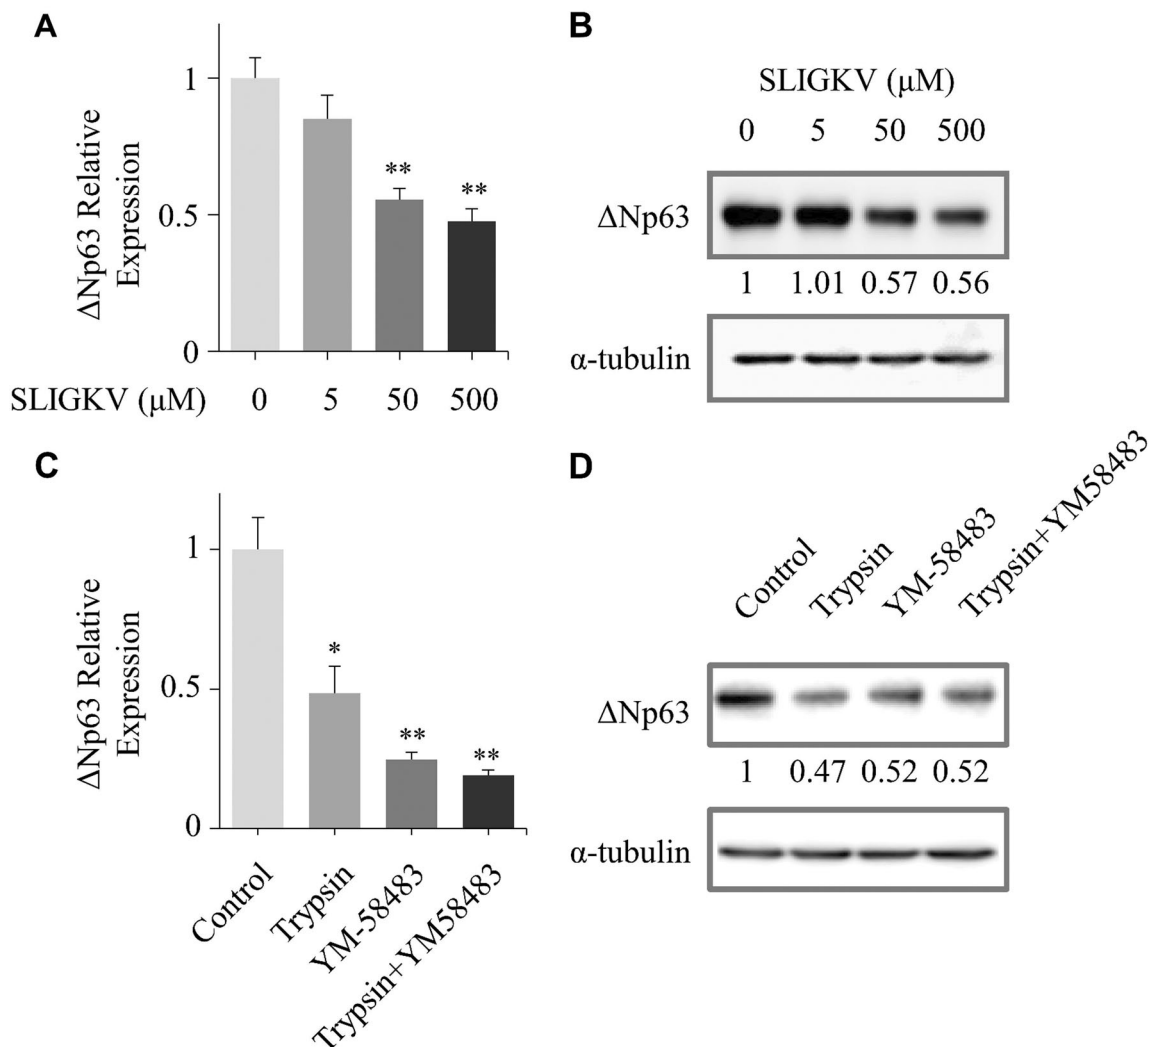 A
ΔNp63 Relative
Expression
1
0.5
0
**
**
SLIGKV (μM)
0 5 50 500
B
SLIGKV (μM)
0 5 50 500
ΔNp63
1 1.01 0.57 0.56
α-tubulin
C
ΔNp63 Relative
Expression
1
0.5
0
*
**
**
Control
Trypsin
YM-58483
Trypsin+YM58483
D
Control
Trypsin
YM-58483
Trypsin+YM58483
ΔNp63
1 0.47 0.52 0.52
α-tubulin